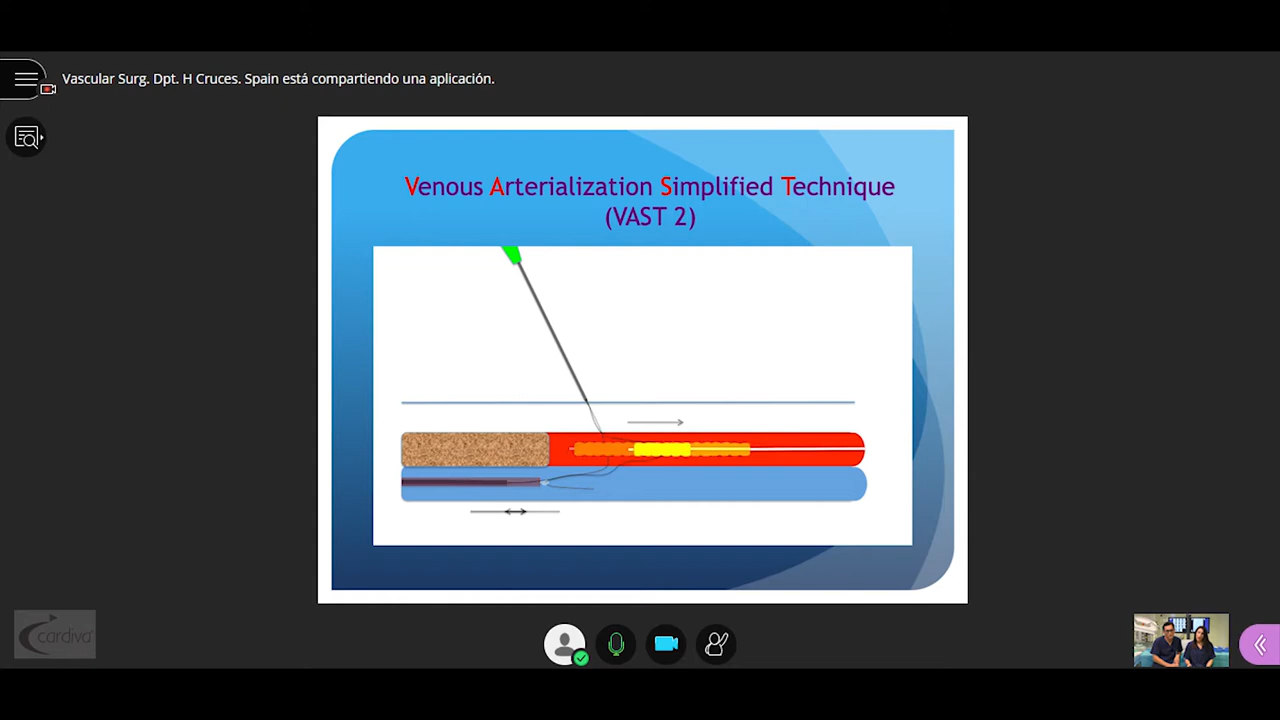 Vascular Surg. Dpt. H Cruces. Spain está compartiendo una aplicación.
Venous Arterialization Simplified Technique
(VAST 2)
cardiva